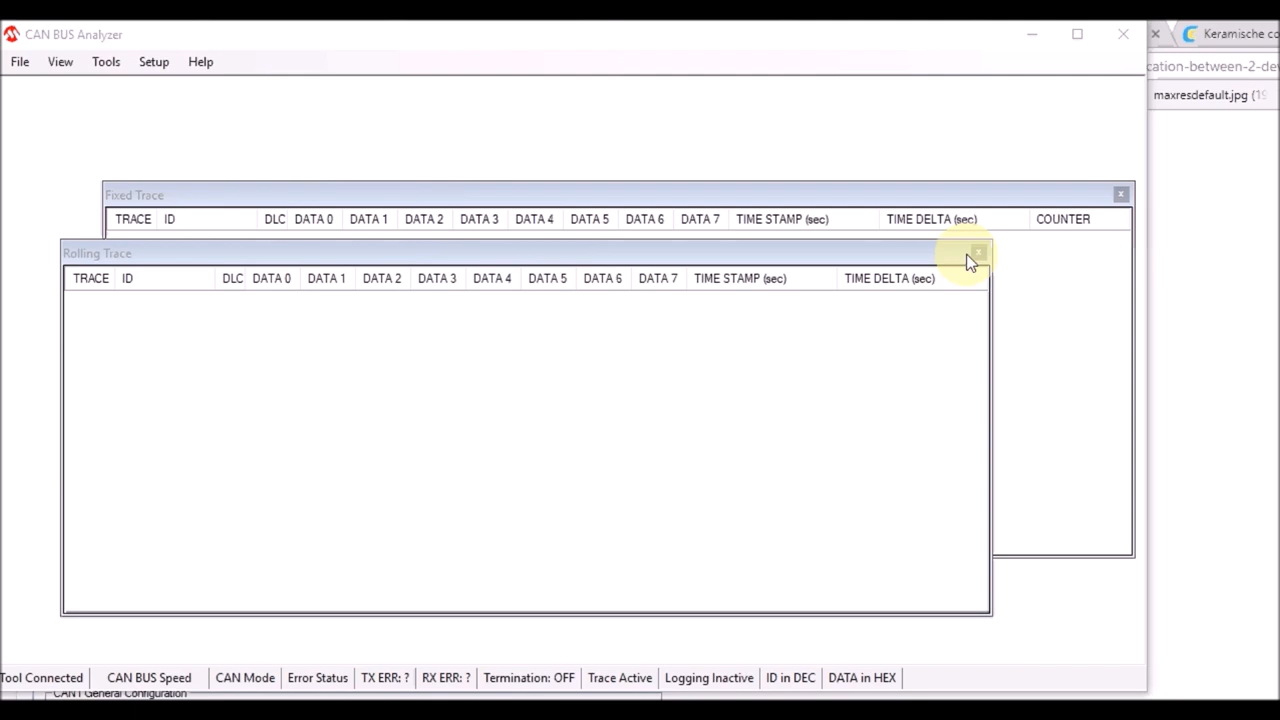 CAN BUS Analyzer
Keramische co
File View Tools Setup Help
cation-between-2-de
maxresdefault.jpg (19
Fixed Trace x
TRACE ID DLC DATA 0 DATA 1 DATA 2 DATA 3 DATA 4 DATA 5 DATA 6 DATA 7 TIME STAMP (sec) TIME DELTA (sec) COUNTER
Rolling Trace
TRACE ID DLC DATA 0 DATA 1 DATA 2 DATA 3 DATA 4 DATA 5 DATA 6 DATA 7 TIME STAMP (sec) TIME DELTA (sec)
Tool Connected CAN BUS Speed CAN Mode Error Status TX ERR: ? RX ERR: ? Termination: OFF Trace Active Logging Inactive ID in DEC DATA in HEX
CAN1 General Configuration